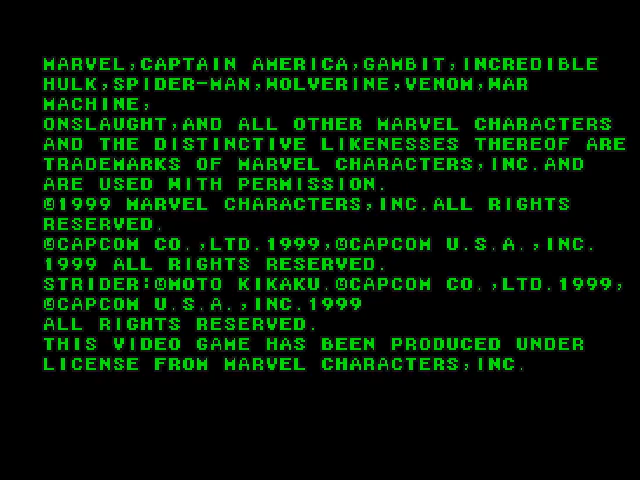 MARVEL,CAPTAIN AMERICA,GAMBIT,INCREDIBLE
HULK,SPIDER-MAN,WOLVERINE,VENOM,WAR
MACHINE,
ONSLAUGHT,AND ALL OTHER MARVEL CHARACTERS
AND THE DISTINCTIVE LIKENESSES THEREOF ARE
TRADEMARKS OF MARVEL CHARACTERS,INC.AND
ARE USED WITH PERMISSION.
©1999 MARVEL CHARACTERS,INC.ALL RIGHTS
RESERVED.
©CAPCOM CO.,LTD.1999,©CAPCOM U.S.A.,INC.
1999 ALL RIGHTS RESERVED.
STRIDER:©MOTO KIKAKU.©CAPCOM CO.,LTD.1999,
©CAPCOM U.S.A.,INC.1999
ALL RIGHTS RESERVED.
THIS VIDEO GAME HAS BEEN PRODUCED UNDER
LICENSE FROM MARVEL CHARACTERS,INC.